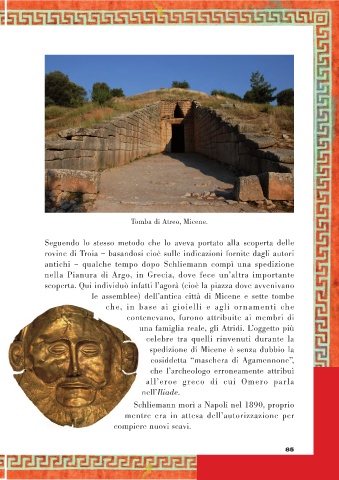 Tomba di Atreo, Micene.
Seguendo lo stesso metodo che lo aveva portato alla scoperta delle
rovine di Troia – basandosi cioè sulle indicazioni fornite dagli autori
antichi – qualche tempo dopo Schliemann compì una spedizione
nella Pianura di Argo, in Grecia, dove fece un'altra importante
scoperta. Qui individuò infatti l'agorà (cioè la piazza dove avvenivano
le assemblee) dell'antica città di Micene e sette tombe
che, in base ai gioielli e agli ornamenti che
contenevano, furono attribuite ai membri di
una famiglia reale, gli Atridi. L'oggetto più
celebre tra quelli rinvenuti durante la
spedizione di Micene è senza dubbio la
cosiddetta "maschera di Agamennone",
che l'archeologo erroneamente attribuì
all'eroe greco di cui Omero parla
nell'Iliade.
Schliemann morì a Napoli nel 1890, proprio
mentre era in attesa dell'autorizzazione per
compiere nuovi scavi.
85